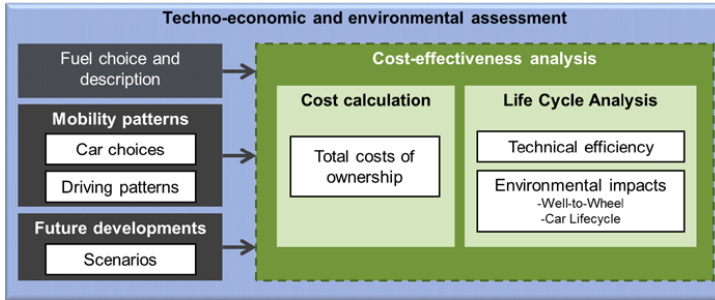 Techno-economic and environmental assessment
Fuel choice and
description
Mobility patterns
Car choices
Driving patterns
Future developments
Scenarios
Cost-effectiveness analysis
Cost calculation
Total costs of
ownership
Life Cycle Analysis
Technical efficiency
Environmental impacts
-Well-to-Wheel
-Car Lifecycle